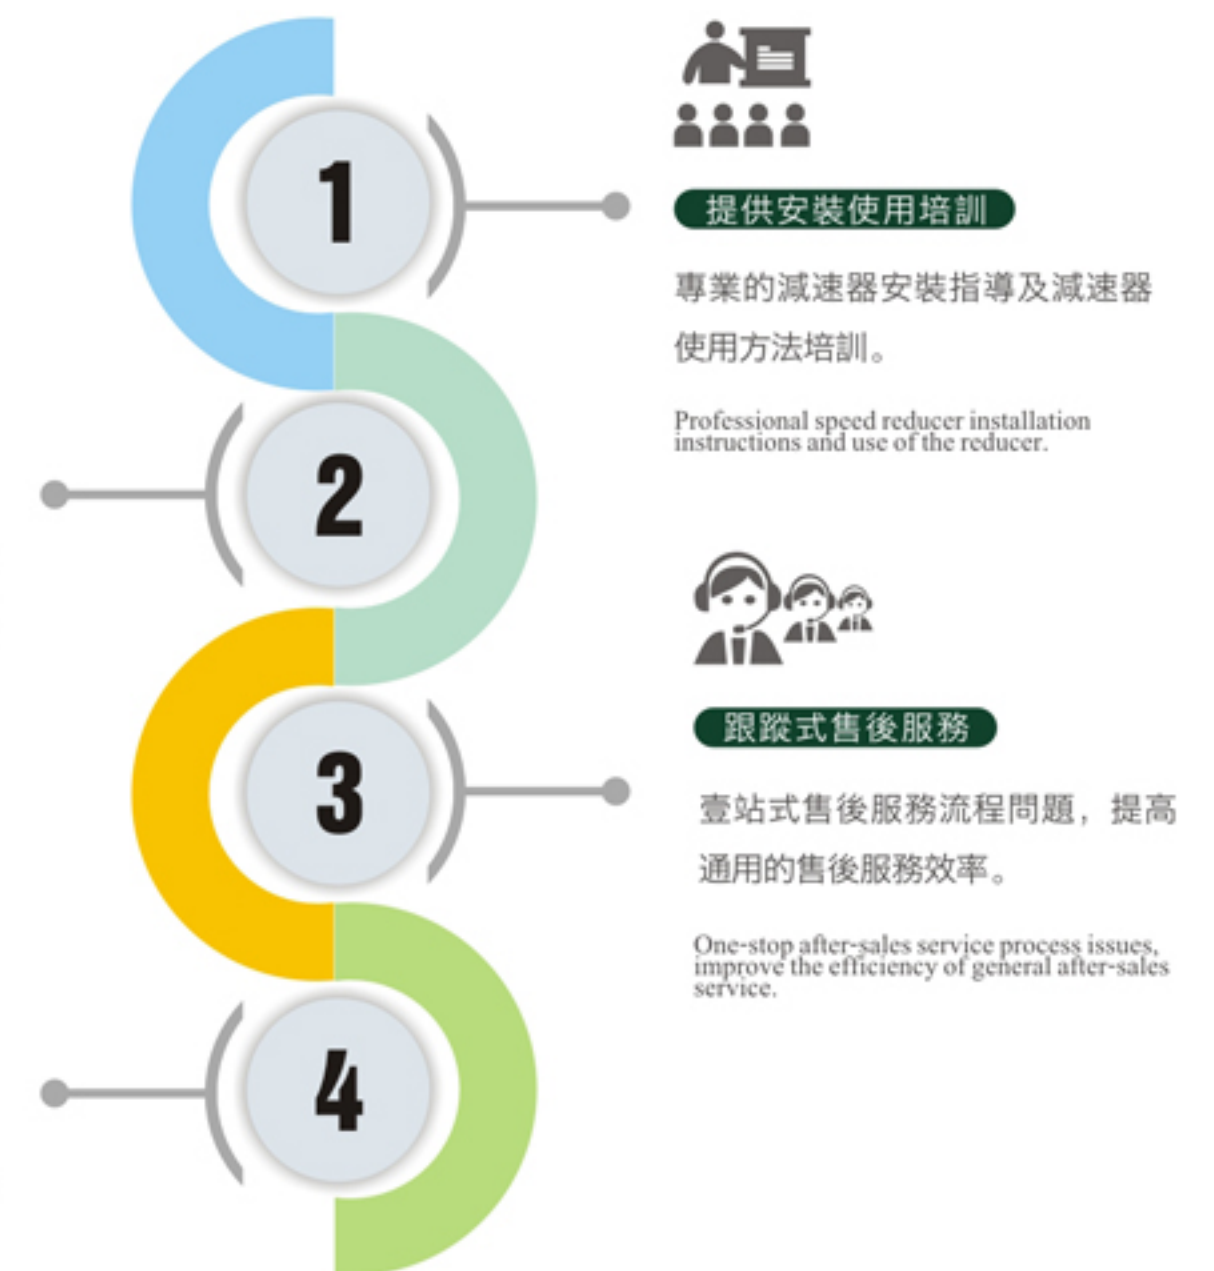 1
提供安裝使用培訓
專業的減速器安裝指導及減速器
使用方法培訓。
Professional speed reducer installation
instructions and use of the reducer.
2
3
跟蹤式售後服務
壹站式售後服務流程問題，提高
通用的售後服務效率。
One-stop after-sales service process issues,
improve the efficiency of general after-sales
service.
4